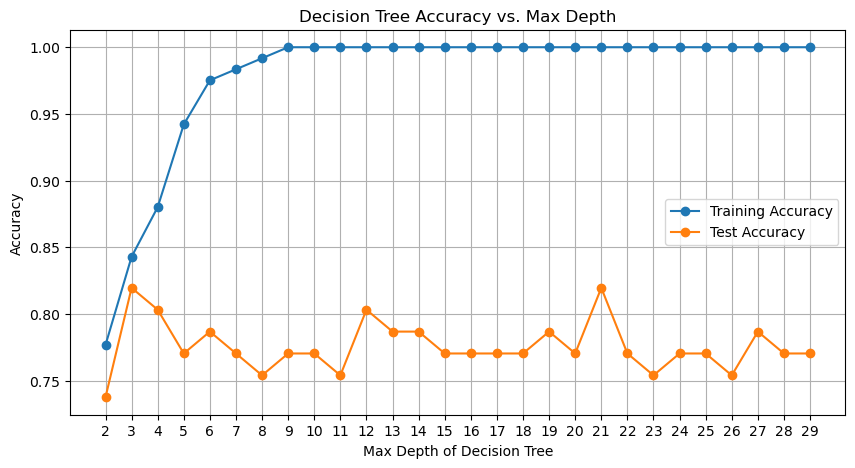 Decision Tree Accuracy vs. Max Depth
Accuracy
1.00
0.95
0.90
0.85
0.80
0.75
Training Accuracy
Test Accuracy
2 3 4 5 6 7 8 9 10 11 12 13 14 15 16 17 18 19 20 21 22 23 24 25 26 27 28 29
Max Depth of Decision Tree